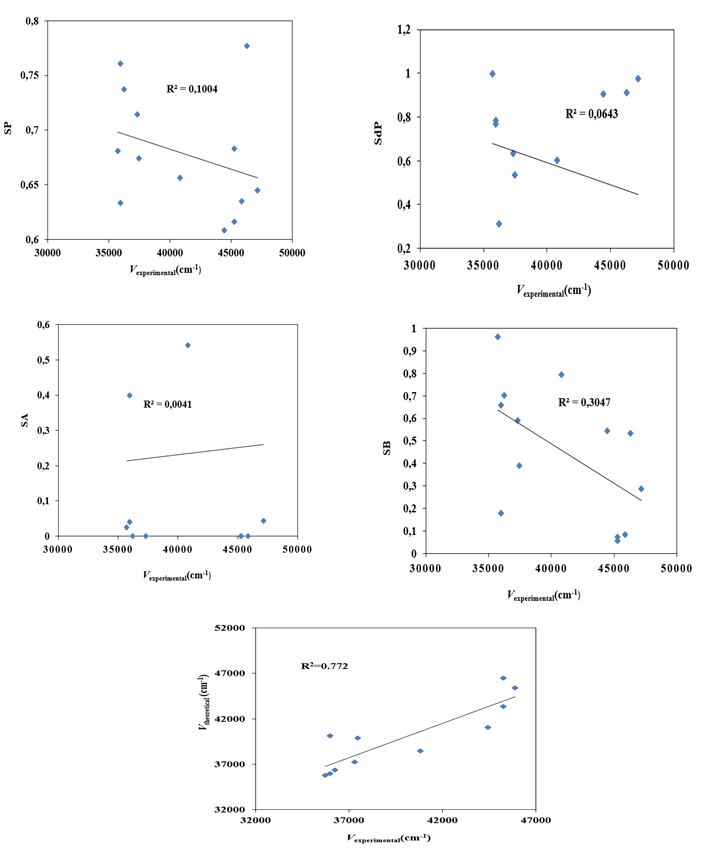 0,8
0,75
0,7
0,65
0,6
SP
R² = 0,1004
30000 35000 40000 45000 50000
Vexperimental(cm-1)
1,2
1
0,8
0,6
0,4
0,2
SdP
R² = 0,0643
30000 35000 40000 45000 50000
Vexperimental(cm-1)
0,6
0,5
0,4
0,3
0,2
0,1
0
SA
R² = 0,0041
30000 35000 40000 45000 50000
Vexperimental(cm-1)
1
0,9
0,8
0,7
0,6
0,5
0,4
0,3
0,2
0,1
0
SB
R² = 0,3047
30000 35000 40000 45000 50000
Vexperimental(cm-1)
52000
47000
42000
37000
32000
Vtheoretical(cm-1)
R²=0.772
32000 37000 42000 47000
Vexperimental(cm-1)